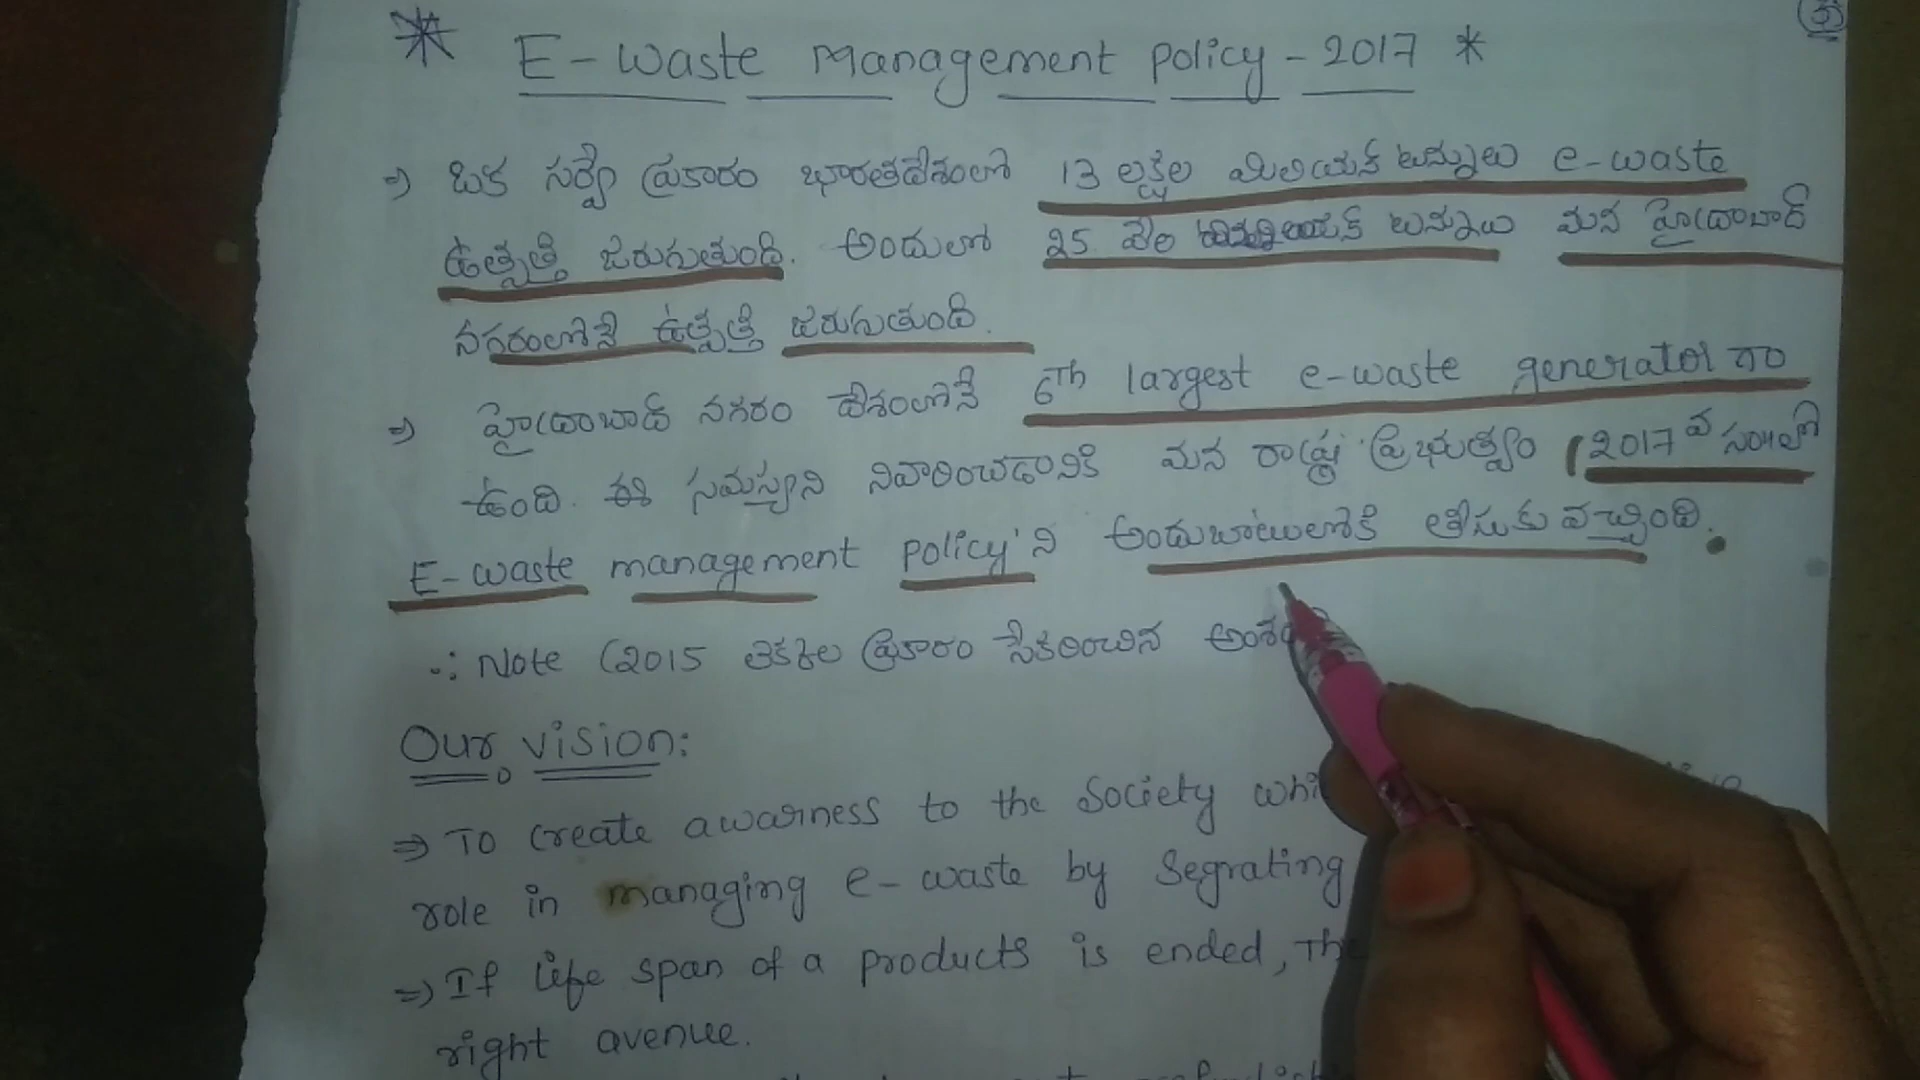 * E-waste management policy-2017 *
⇒ ఒక సర్వే ప్రకారం భారతదేశంలో 13 లక్షల మిలియన్ టన్నులు e-waste
ఉత్పత్తి జరుగుతుంది. అందులో 25 వేల టన్నులు మన హైద్రాబాద్
నగరంలోనే ఉత్పత్తి జరుగుతుంది.
⇒ హైద్రాబాద్ నగరం దేశంలోనే 6Th largest e-waste generator గా
ఉంది. ఈ సమస్యని నివారించడానికి మన రాష్ట్ర ప్రభుత్వం (2017వ సం॥లో
E-waste management policy'ని అందుబాటులోకి తీసుకువచ్చింది.
∴ Note (2015 లెక్కల ప్రకారం సేకరించిన
Our vision:
⇒ To create awarness to the society
role in managing e-waste by segrating
⇒ If life span of a products is ended,
right avenue.